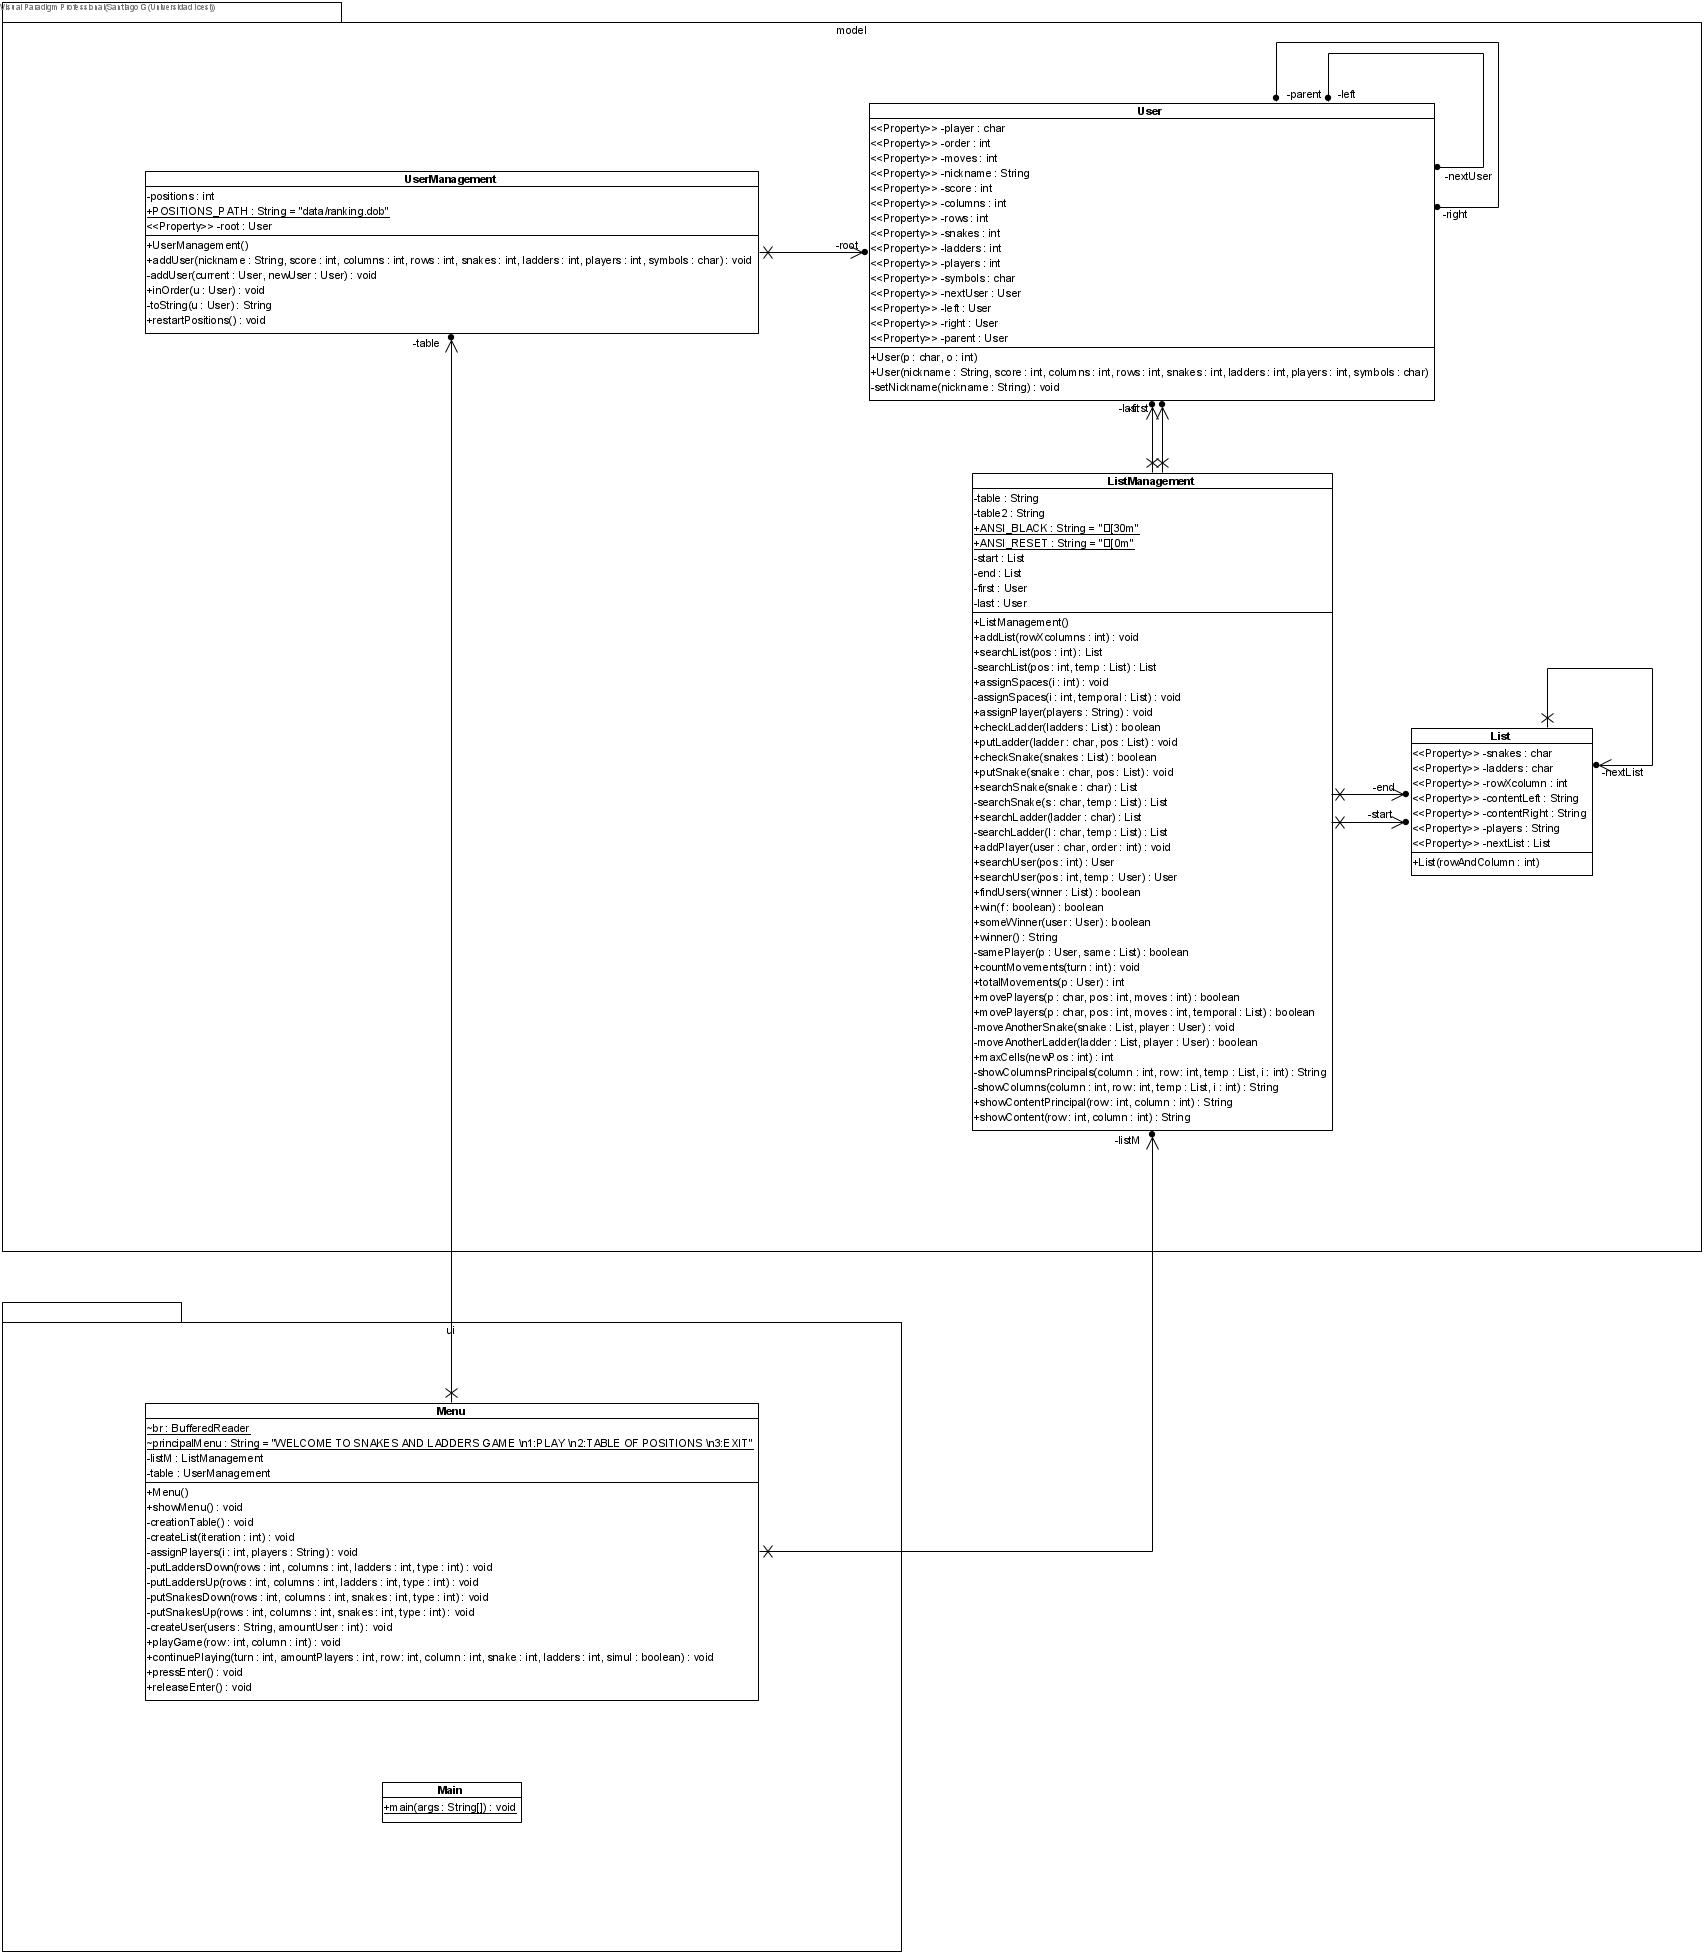 Visual Paradigm Professional(Santiago G (Universidad Icesi))
model
-parent
-left
User
<<Property>> -player : char
<<Property>> -order : int
<<Property>> -moves : int
<<Property>> -nickname : String
<<Property>> -score : int
<<Property>> -columns : int
<<Property>> -rows : int
<<Property>> -snakes : int
<<Property>> -ladders : int
<<Property>> -players : int
<<Property>> -symbols : char
<<Property>> -nextUser : User
<<Property>> -left : User
<<Property>> -right : User
<<Property>> -parent : User
+User(p : char, o : int)
+User(nickname : String, score : int, columns : int, rows : int, snakes : int, ladders : int, players : int, symbols : char)
-setNickname(nickname : String) : void
-nextUser
-right
UserManagement
-positions : int
+POSITIONS_PATH : String = "data/ranking.dob"
<<Property>> -root : User
+UserManagement()
+addUser(nickname : String, score : int, columns : int, rows : int, snakes : int, ladders : int, players : int, symbols : char) : void
-addUser(current : User, newUser : User) : void
+inOrder(u : User) : void
-toString(u : User) : String
+restartPositions() : void
-root
-table
-last
-first
ListManagement
-table : String
-table2 : String
+ANSI_BLACK : String = "□[30m"
+ANSI_RESET : String = "□[0m"
-start : List
-end : List
-first : User
-last : User
+ListManagement()
+addList(rowXcolumns : int) : void
+searchList(pos : int) : List
-searchList(pos : int, temp : List) : List
+assignSpaces(i : int) : void
-assignSpaces(i : int, temporal : List) : void
+assignPlayer(players : String) : void
+checkLadder(ladders : List) : boolean
+putLadder(ladder : char, pos : List) : void
+checkSnake(snakes : List) : boolean
+putSnake(snake : char, pos : List) : void
+searchSnake(snake : char) : List
-searchSnake(s : char, temp : List) : List
+searchLadder(ladder : char) : List
-searchLadder(l : char, temp : List) : List
+addPlayer(user : char, order : int) : void
+searchUser(pos : int) : User
+searchUser(pos : int, temp : User) : User
+findUsers(winner : List) : boolean
+win(f : boolean) : boolean
+someWinner(user : User) : boolean
+winner() : String
-samePlayer(p : User, same : List) : boolean
+countMovements(turn : int) : void
+totalMovements(p : User) : int
+movePlayers(p : char, pos : int, moves : int) : boolean
+movePlayers(p : char, pos : int, moves : int, temporal : List) : boolean
-moveAnotherSnake(snake : List, player : User) : void
-moveAnotherLadder(ladder : List, player : User) : boolean
+maxCells(newPos : int) : int
-showColumnsPrincipals(column : int, row : int, temp : List, i : int) : String
-showColumns(column : int, row : int, temp : List, i : int) : String
+showContentPrincipal(row : int, column : int) : String
+showContent(row : int, column : int) : String
-end
-start
List
<<Property>> -snakes : char
<<Property>> -ladders : char
<<Property>> -rowXcolumn : int
<<Property>> -contentLeft : String
<<Property>> -contentRight : String
<<Property>> -players : String
<<Property>> -nextList : List
+List(rowAndColumn : int)
-nextList
-listM
ui
Menu
~br : BufferedReader
~principalMenu : String = "WELCOME TO SNAKES AND LADDERS GAME \n1:PLAY \n2:TABLE OF POSITIONS \n3:EXIT"
-listM : ListManagement
-table : UserManagement
+Menu()
+showMenu() : void
-creationTable() : void
-createList(iteration : int) : void
-assignPlayers(i : int, players : String) : void
-putLaddersDown(rows : int, columns : int, ladders : int, type : int) : void
-putLaddersUp(rows : int, columns : int, ladders : int, type : int) : void
-putSnakesDown(rows : int, columns : int, snakes : int, type : int) : void
-putSnakesUp(rows : int, columns : int, snakes : int, type : int) : void
-createUser(users : String, amountUser : int) : void
+playGame(row : int, column : int) : void
+continuePlaying(turn : int, amountPlayers : int, row : int, column : int, snake : int, ladders : int, simul : boolean) : void
+pressEnter() : void
+releaseEnter() : void
Main
+main(args : String[]) : void